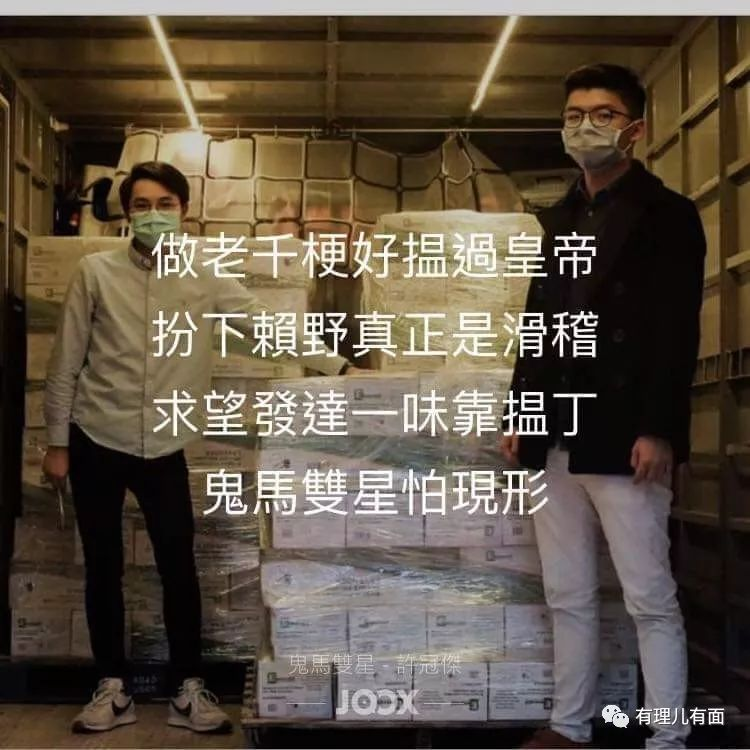 做老千梗好揾過皇帝
扮下賴野真正是滑稽
求望發達一味靠揾丁
鬼馬雙星怕現形
鬼馬雙星 - 許冠傑
JOOX
有理儿有面